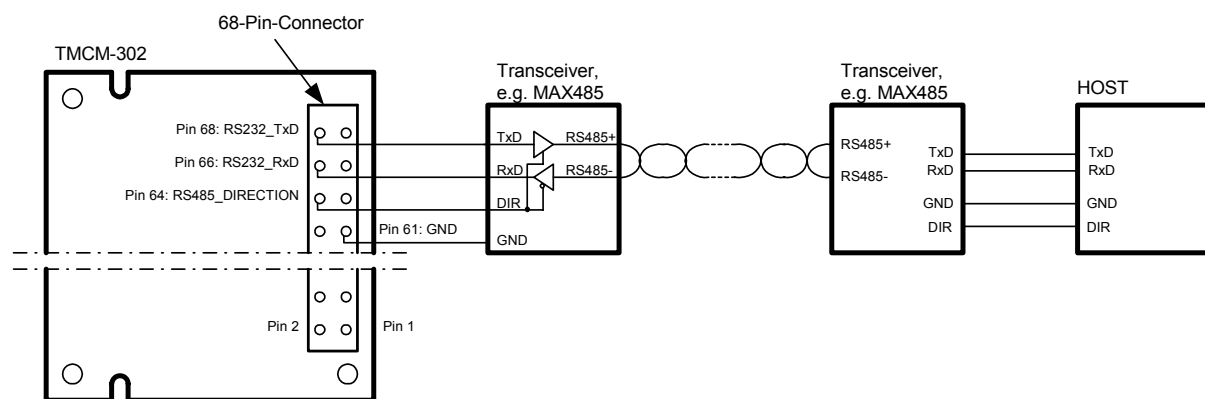 68-Pin-Connector
TMCM-302
Transceiver,
e.g. MAX485
Transceiver,
e.g. MAX485
HOST
Pin 68: RS232_TxD
TxD
RS485+
RS485+
TxD
TxD
Pin 66: RS232_RxD
RxD
RS485-
RS485-
RxD
RxD
Pin 64: RS485_DIRECTION
DIR
GND
GND
Pin 61: GND
GND
DIR
DIR
Pin 2
Pin 1